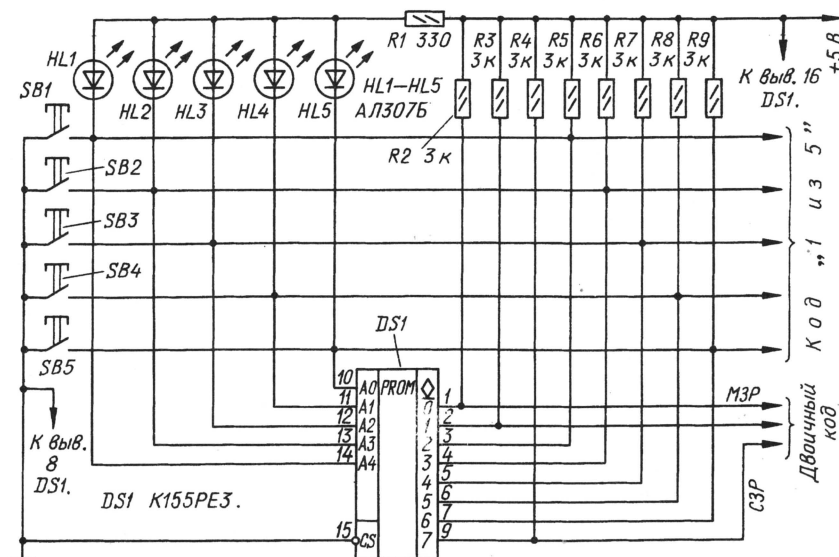 R1 330
R3 R4 R5 R6 R7 R8 R9
3к 3к 3к 3к 3к 3к 3к
+5 В
HL1
HL2
HL3
HL4
HL5
HL1–HL5
АЛ307Б
К выв. 16
DS1.
SB1
R2 3к
SB2
SB3
SB4
SB5
Код „1 из 5”
DS1
10 A0
11 A1
12 A2
13 A3
14 A4
15 CS
PROM
0 1
1 2
2 3
3 4
4 5
5 6
6 7
7 9
МЗР
СЗР
Двоичный
код
К выв.
8
DS1.
DS1 К155РЕ3.